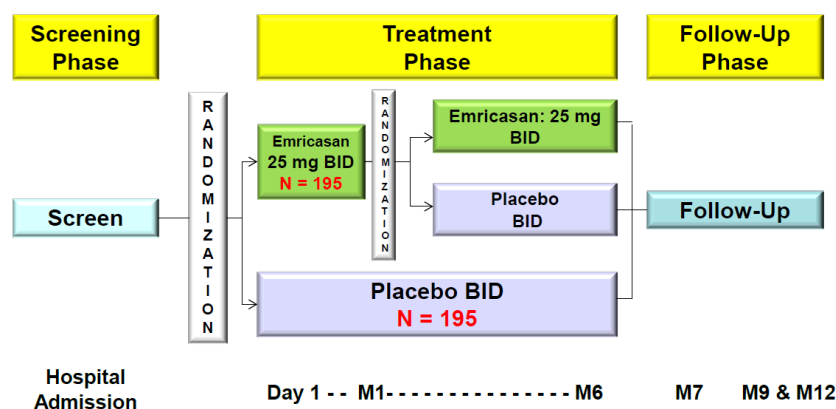 Screening
Phase
Treatment
Phase
Follow-Up
Phase
Screen
RANDOMIZATION
Emricasan
25 mg BID
N = 195
RANDOMIZATION
Emricasan: 25 mg
BID
Placebo
BID
Placebo BID
N = 195
Follow-Up
Hospital
Admission
Day 1 - - M1- - - - - - - - - - - - - - - M6
M7
M9 & M12